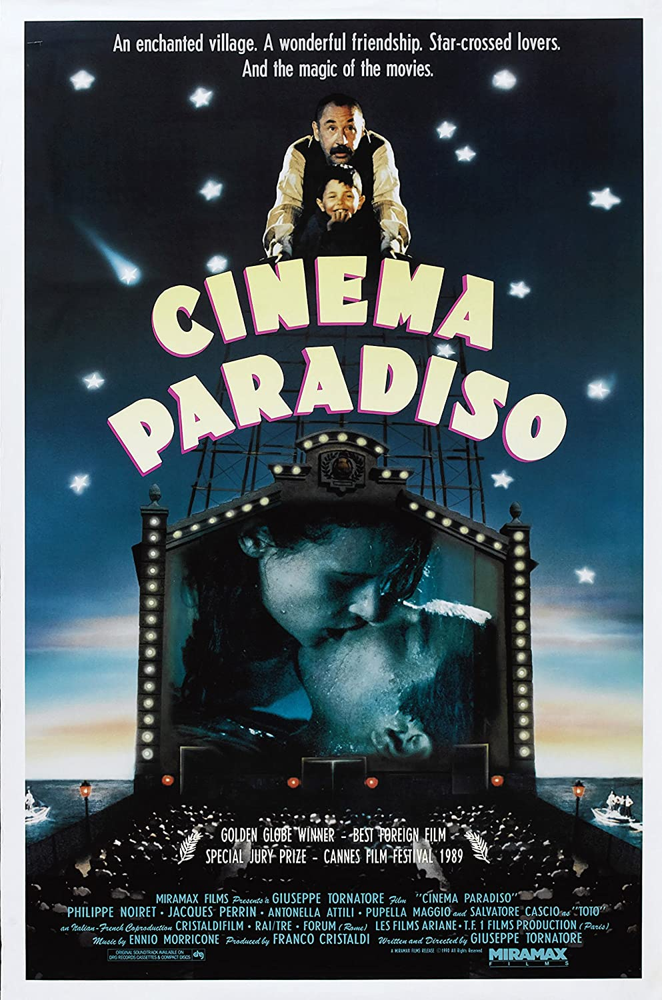 An enchanted village. A wonderful friendship. Star-crossed lovers.
And the magic of the movies.
CINEMA
PARADISO
GOLDEN GLOBE WINNER – BEST FOREIGN FILM
SPECIAL JURY PRIZE – CANNES FILM FESTIVAL 1989
MIRAMAX FILMS Presents a GIUSEPPE TORNATORE Film "CINEMA PARADISO"
PHILIPPE NOIRET • JACQUES PERRIN • ANTONELLA ATTILI • PUPELLA MAGGIO and SALVATORE CASCIO as "TOTO"
an Italian-French Coproduction CRISTALDIFILM • RAI/TRE • FORUM (Rome) LES FILMS ARIANE • T.F. 1 FILMS PRODUCTION (Paris)
Music by ENNIO MORRICONE Produced by FRANCO CRISTALDI Written and Directed by GIUSEPPE TORNATORE
ORIGINAL SOUNDTRACK AVAILABLE ON
DRG RECORDS CASSETTES & COMPACT DISCS
drg
A MIRAMAX FILMS RELEASE © 1990 All Rights Reserved
MIRAMAX
FILMS